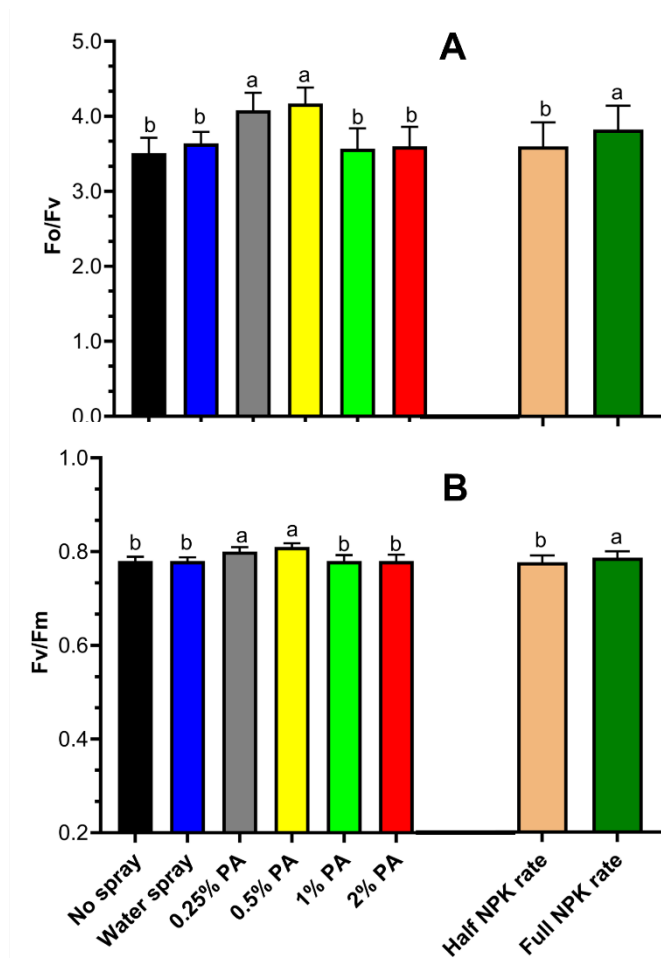 A
5.0
4.0
3.0
2.0
1.0
0.0
Fo/Fv
b
b
a
a
b
b
b
a
B
1.0
0.8
0.6
0.4
0.2
Fv/Fm
b
b
a
a
b
b
b
a
No spray
Water spray
0.25% PA
0.5% PA
1% PA
2% PA
Half NPK rate
Full NPK rate